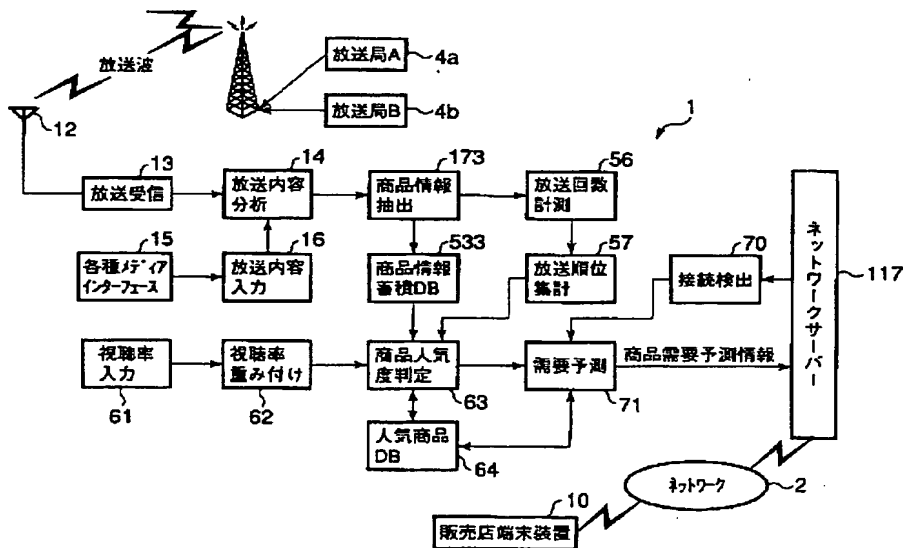 放送波
放送局A
4a
放送局B
4b
12
1
13
放送受信
14
放送内容
分析
173
商品情報
抽出
56
放送回数
計測
15
各種メディア
インターフェース
16
放送内容
入力
533
商品情報
蓄積DB
57
放送順位
集計
70
接続検出
ネットワークサーバー
117
視聴率
入力
61
視聴率
重み付け
62
商品人気
度判定
63
需要予測
71
商品需要予測情報
人気商品
DB
64
ネットワーク
2
10
販売店端末装置